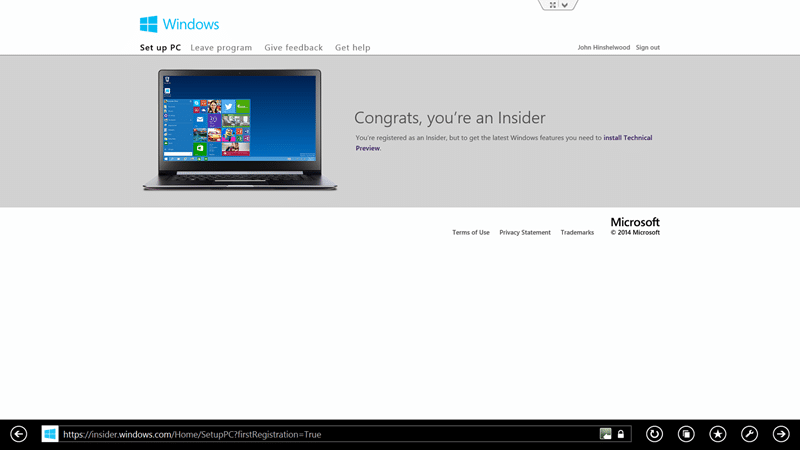 Windows
Set up PC Leave program Give feedback Get help John Hinshelwood Sign out
Congrats, you're an Insider
You're registered as an Insider, but to get the latest Windows features you need to install Technical
Preview.
Microsoft
Terms of Use Privacy Statement Trademarks © 2014 Microsoft
https://insider.windows.com/Home/SetupPC?firstRegistration=True